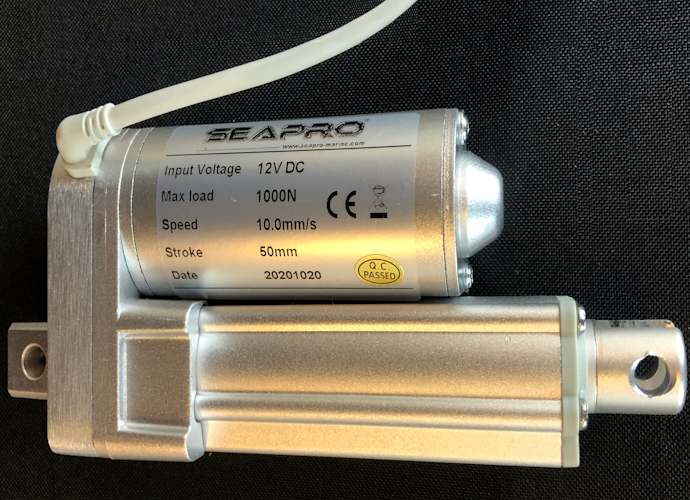 SEAPRO
www.seapro-marine.com
Input Voltage 12V DC
Max load 1000N
Speed 10.0mm/s
Stroke 50mm
Date 20201020
CE
Q.C.
PASSED